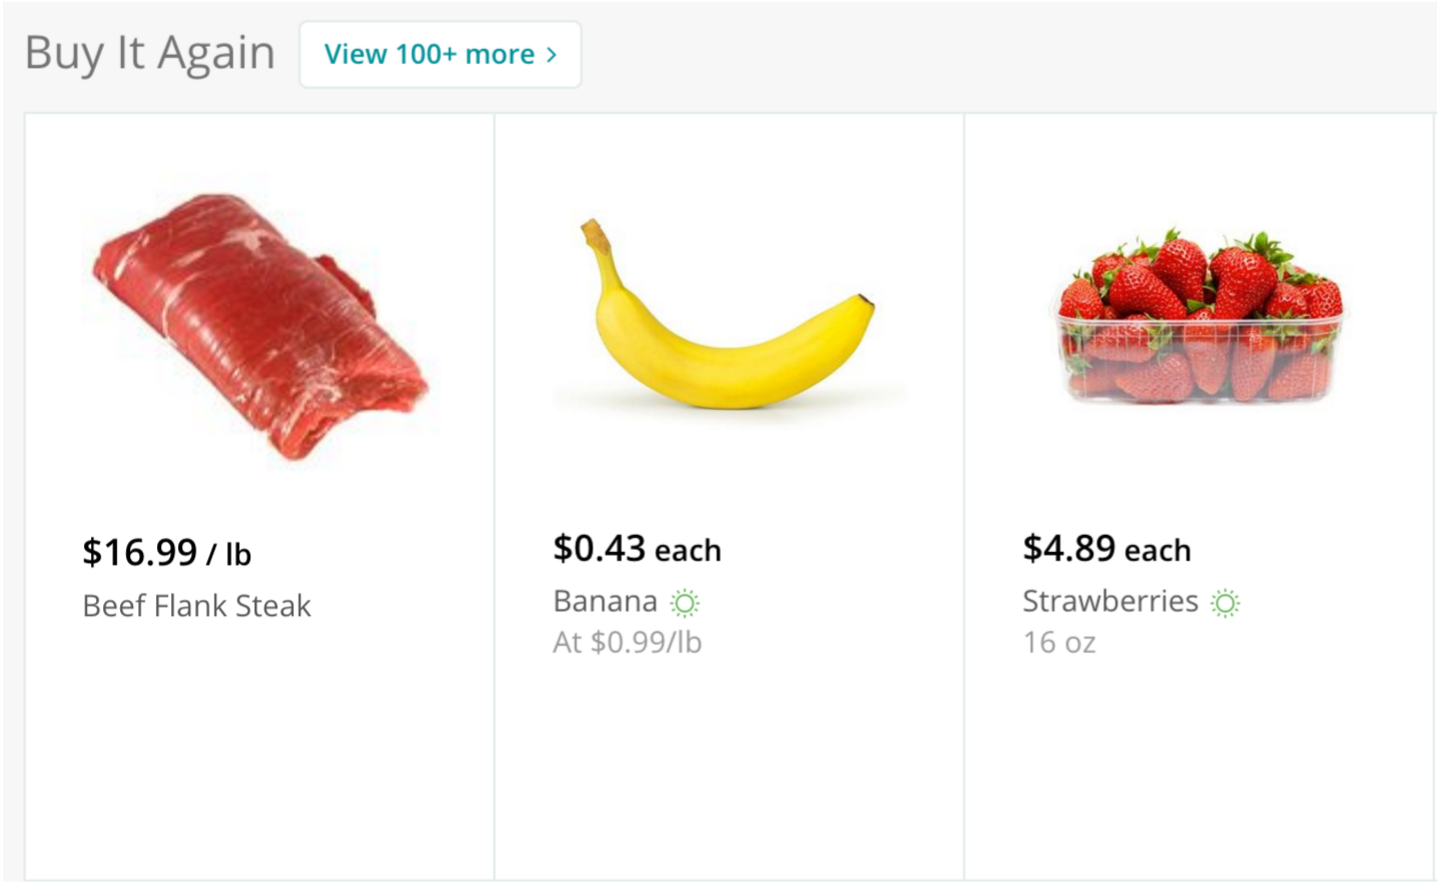 Buy It Again
View 100+ more >
$16.99 / lb
Beef Flank Steak
$0.43 each
Banana
At $0.99/lb
$4.89 each
Strawberries
16 oz